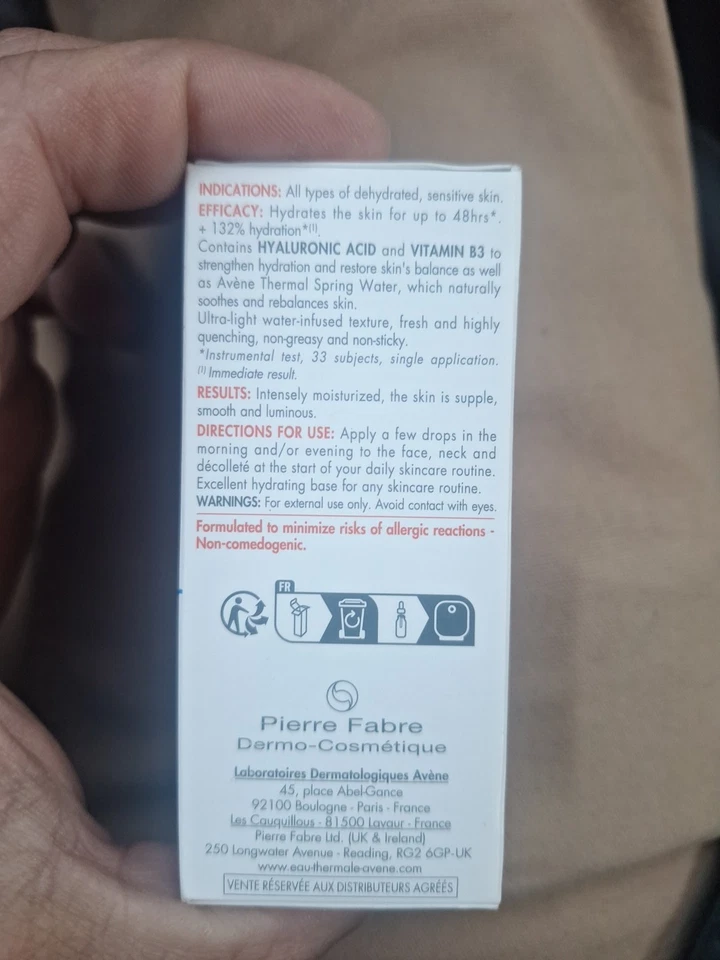 INDICATIONS: All types of dehydrated, sensitive skin.
EFFICACY: Hydrates the skin for up to 48hrs*.
+ 132% hydration*(1).
Contains HYALURONIC ACID and VITAMIN B3 to
strengthen hydration and restore skin's balance as well
as Avène Thermal Spring Water, which naturally
soothes and rebalances skin.
Ultra-light water-infused texture, fresh and highly
quenching, non-greasy and non-sticky.
*Instrumental test, 33 subjects, single application.
(1) Immediate result.
RESULTS: Intensely moisturized, the skin is supple,
smooth and luminous.
DIRECTIONS FOR USE: Apply a few drops in the
morning and/or evening to the face, neck and
décolleté at the start of your daily skincare routine.
Excellent hydrating base for any skincare routine.
WARNINGS: For external use only. Avoid contact with eyes.
Formulated to minimize risks of allergic reactions -
Non-comedogenic.
FR
Pierre Fabre
Dermo-Cosmétique
Laboratoires Dermatologiques Avène
45, place Abel-Gance
92100 Boulogne - Paris - France
Les Cauquillous - 81500 Lavaur - France
Pierre Fabre Ltd. (UK & Ireland)
250 Longwater Avenue - Reading, RG2 6GP-UK
www.eau-thermale-avene.com
VENTE RÉSERVÉE AUX DISTRIBUTEURS AGRÉÉS